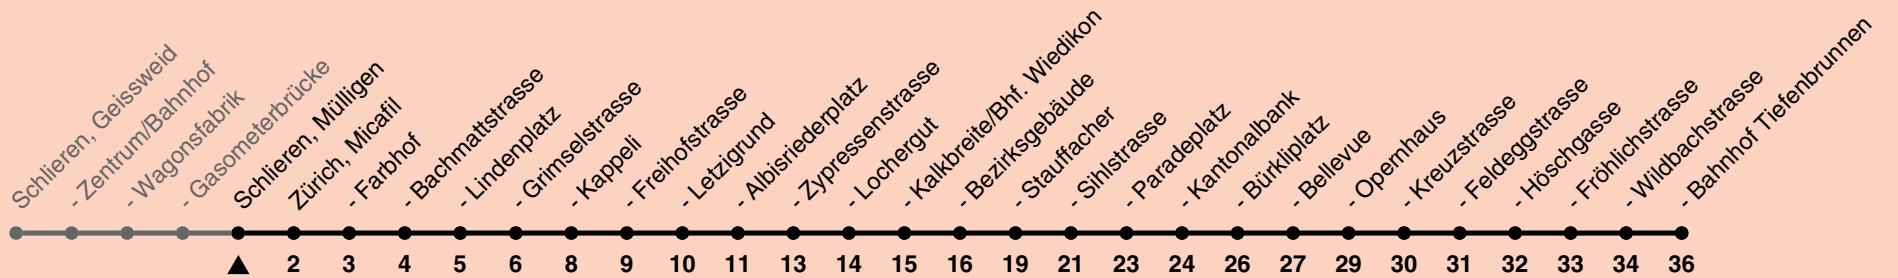 Schlieren, Geissweid
- Zentrum/Bahnhof
- Wagonsfabrik
- Gasometerbrücke
Schlieren, Mülligen
Zürich, Micafil
- Farbhof
- Bachmattstrasse
- Lindenplatz
- Grimselstrasse
- Kappeli
- Freihofstrasse
- Letzigrund
- Albisriederplatz
- Zypressenstrasse
- Lochergut
- Kalkbreite/Bhf. Wiedikon
- Bezirksgebäude
- Stauffacher
- Sihlstrasse
- Paradeplatz
- Kantonalbank
- Bürkliplatz
- Bellevue
- Opernhaus
- Kreuzstrasse
- Feldeggstrasse
- Höschgasse
- Fröhlichstrasse
- Wildbachstrasse
- Bahnhof Tiefenbrunnen
2 3 4 5 6 8 9 10 11 13 14 15 16 19 21 23 24 26 27 29 30 31 32 33 34 36